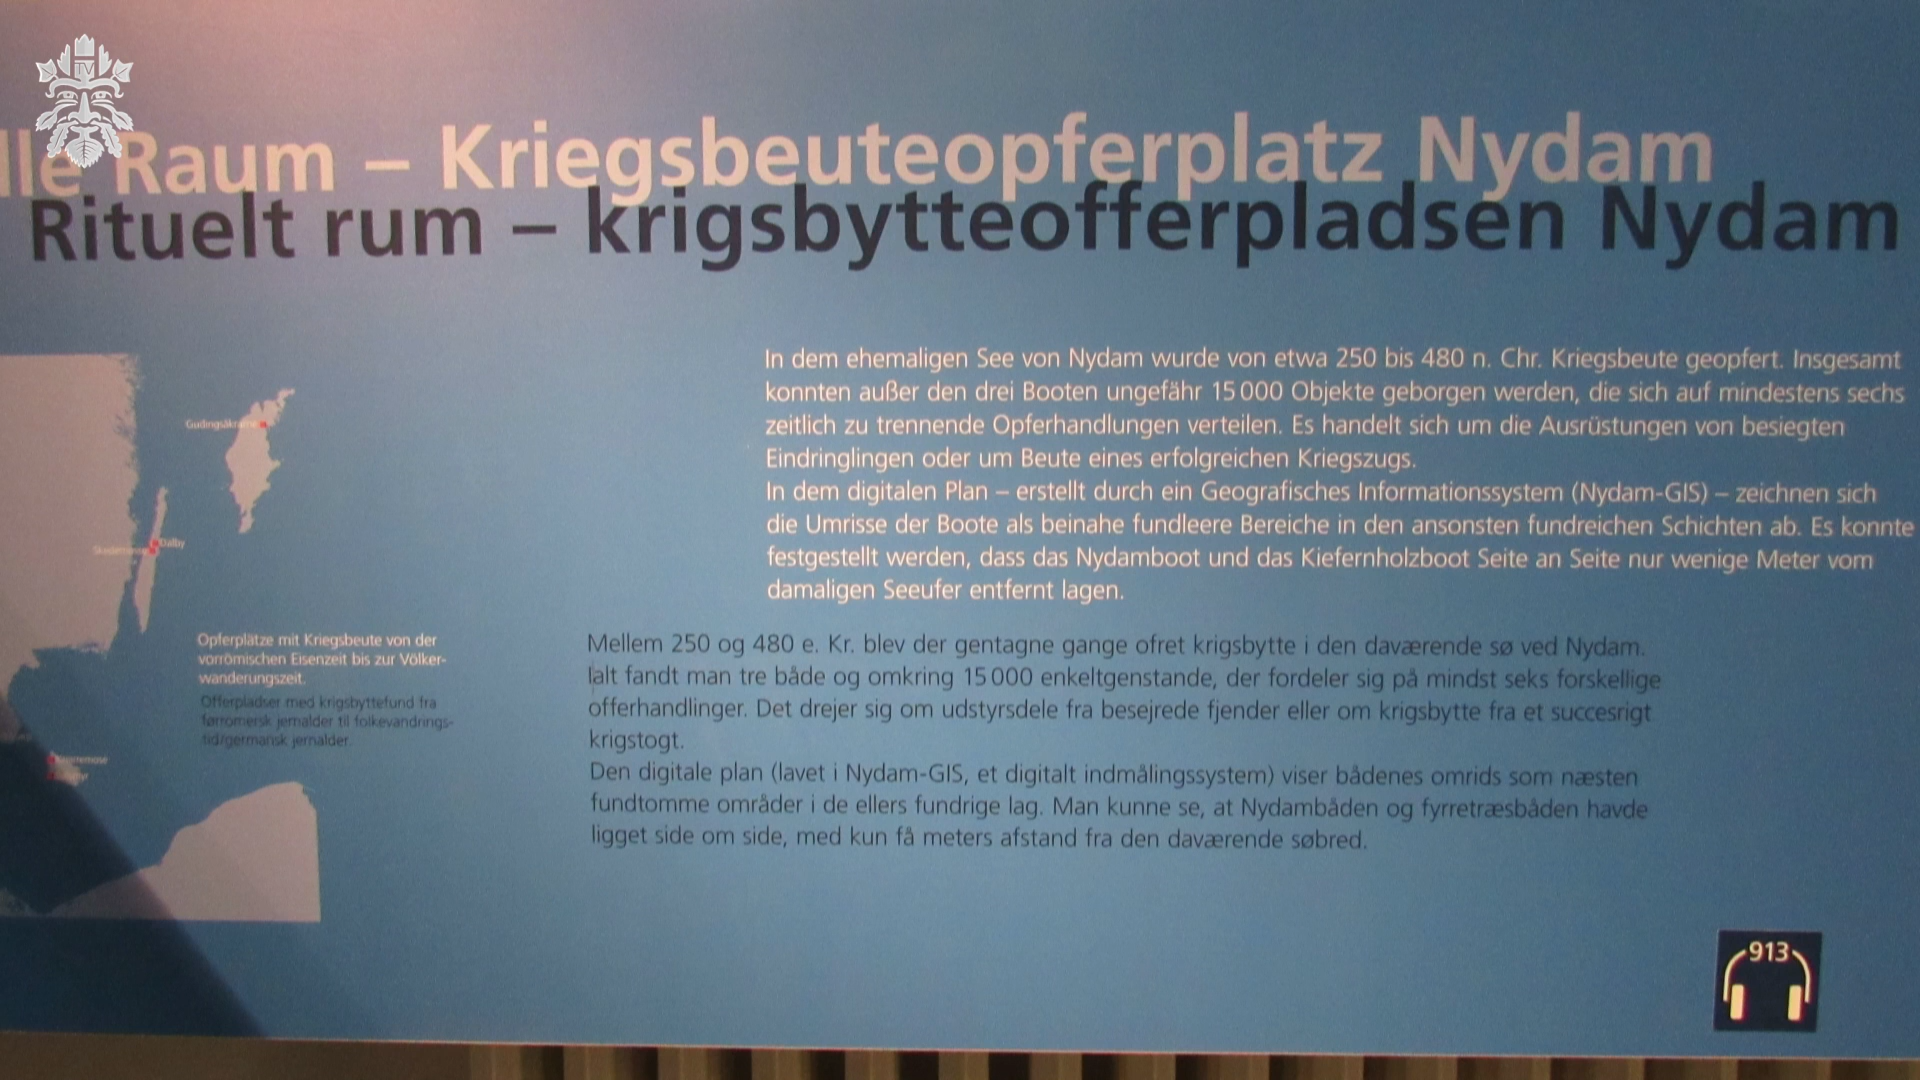 TV
lle Raum – Kriegsbeuteopferplatz Nydam
Rituelt rum – krigsbytteofferpladsen Nydam
In dem ehemaligen See von Nydam wurde von etwa 250 bis 480 n. Chr. Kriegsbeute geopfert. Insgesamt
konnten außer den drei Booten ungefähr 15 000 Objekte geborgen werden, die sich auf mindestens sechs
zeitlich zu trennende Opferhandlungen verteilen. Es handelt sich um die Ausrüstungen von besiegten
Eindringlingen oder um Beute eines erfolgreichen Kriegszugs.
In dem digitalen Plan – erstellt durch ein Geografisches Informationssystem (Nydam-GIS) – zeichnen sich
die Umrisse der Boote als beinahe fundleere Bereiche in den ansonsten fundreichen Schichten ab. Es konnte
festgestellt werden, dass das Nydamboot und das Kiefernholzboot Seite an Seite nur wenige Meter vom
damaligen Seeufer entfernt lagen.
Mellem 250 og 480 e. Kr. blev der gentagne gange ofret krigsbytte i den daværende sø ved Nydam.
Ialt fandt man tre både og omkring 15 000 enkeltgenstande, der fordeler sig på mindst seks forskellige
offerhandlinger. Det drejer sig om udstyrsdele fra besejrede fjender eller om krigsbytte fra et succesrigt
krigstogt.
Den digitale plan (lavet i Nydam-GIS, et digitalt indmålingssystem) viser bådenes omrids som næsten
fundtomme områder i de ellers fundrige lag. Man kunne se, at Nydambåden og fyrretræsbåden havde
ligget side om side, med kun få meters afstand fra den daværende søbred.
Dalby
Opferplätze mit Kriegsbeute von der
vorrömischen Eisenzeit bis zur Völker-
wanderungszeit.
Offerpladser med krigsbyttefund fra
førromersk jernalder til folkevandrings-
tid/germansk jernalder.
913